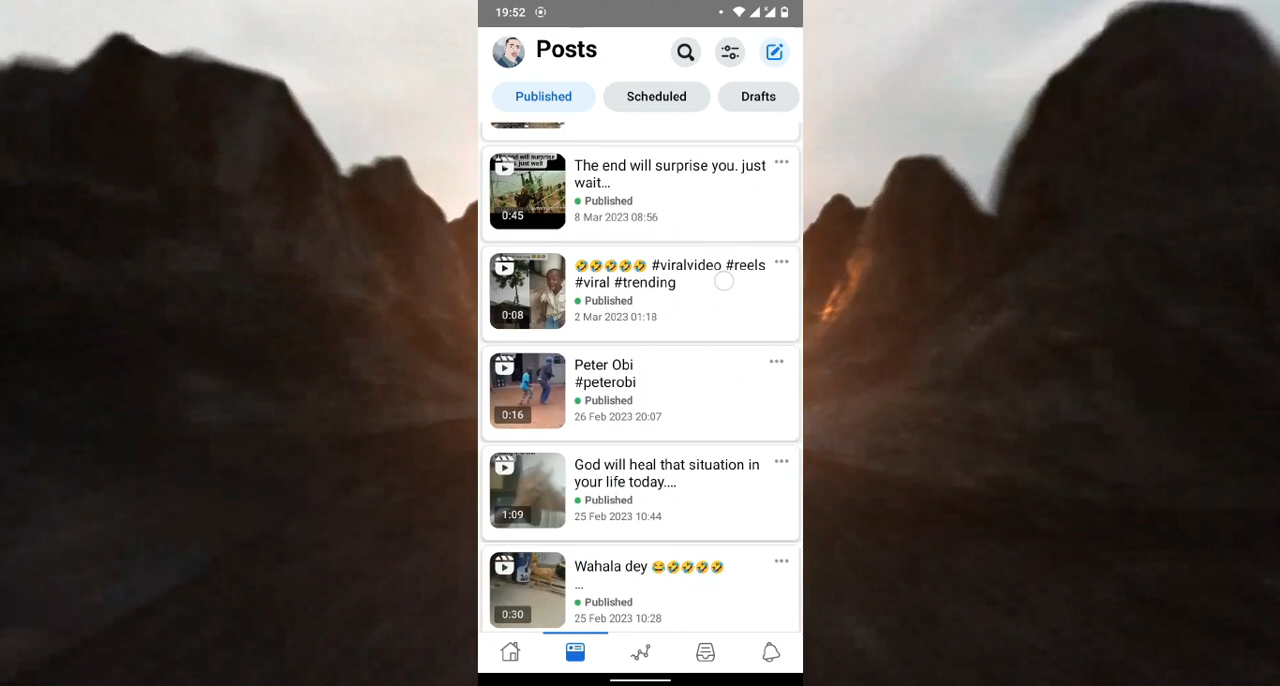 19:52
Posts
Published Scheduled Drafts
The end will surprise you. just
wait...
Published
8 Mar 2023 08:56
0:45
🤣🤣🤣🤣🤣 #viralvideo #reels
#viral #trending
Published
2 Mar 2023 01:18
0:08
Peter Obi
#peterobi
Published
26 Feb 2023 20:07
0:16
God will heal that situation in
your life today....
Published
25 Feb 2023 10:44
1:09
Wahala dey 😂🤣🤣🤣🤣
...
Published
25 Feb 2023 10:28
0:30